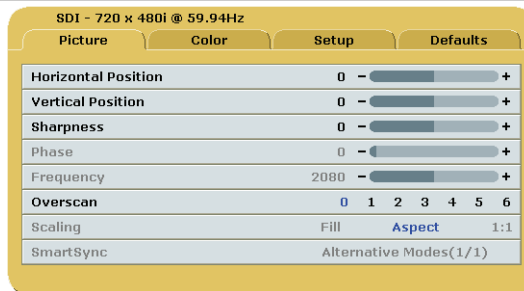 SDI - 720 x 480i @ 59.94Hz
Picture Color Setup Defaults
Horizontal Position 0 - +
Vertical Position 0 - +
Sharpness 0 - +
Phase 0 - +
Frequency 2080 - +
Overscan 0 1 2 3 4 5 6
Scaling Fill Aspect 1:1
SmartSync Alternative Modes(1/1)